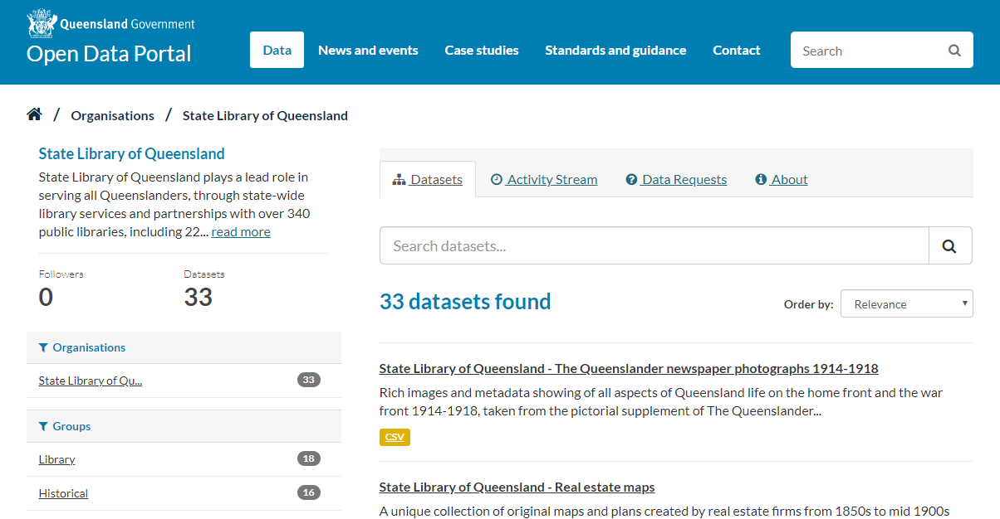 Queensland Government
Open Data Portal
Data
News and events
Case studies
Standards and guidance
Contact
Search
/ Organisations / State Library of Queensland
State Library of Queensland
State Library of Queensland plays a lead role in
serving all Queenslanders, through state-wide
library services and partnerships with over 340
public libraries, including 22... read more
Followers
0
Datasets
33
Organisations
State Library of Qu...
33
Groups
Library
18
Historical
16
Datasets
Activity Stream
Data Requests
About
Search datasets...
33 datasets found
Order by:
Relevance
State Library of Queensland - The Queenslander newspaper photographs 1914-1918
Rich images and metadata showing of all aspects of Queensland life on the home front and the war
front 1914-1918, taken from the pictorial supplement of The Queenslander...
CSV
State Library of Queensland - Real estate maps
A unique collection of original maps and plans created by real estate firms from 1850s to mid 1900s